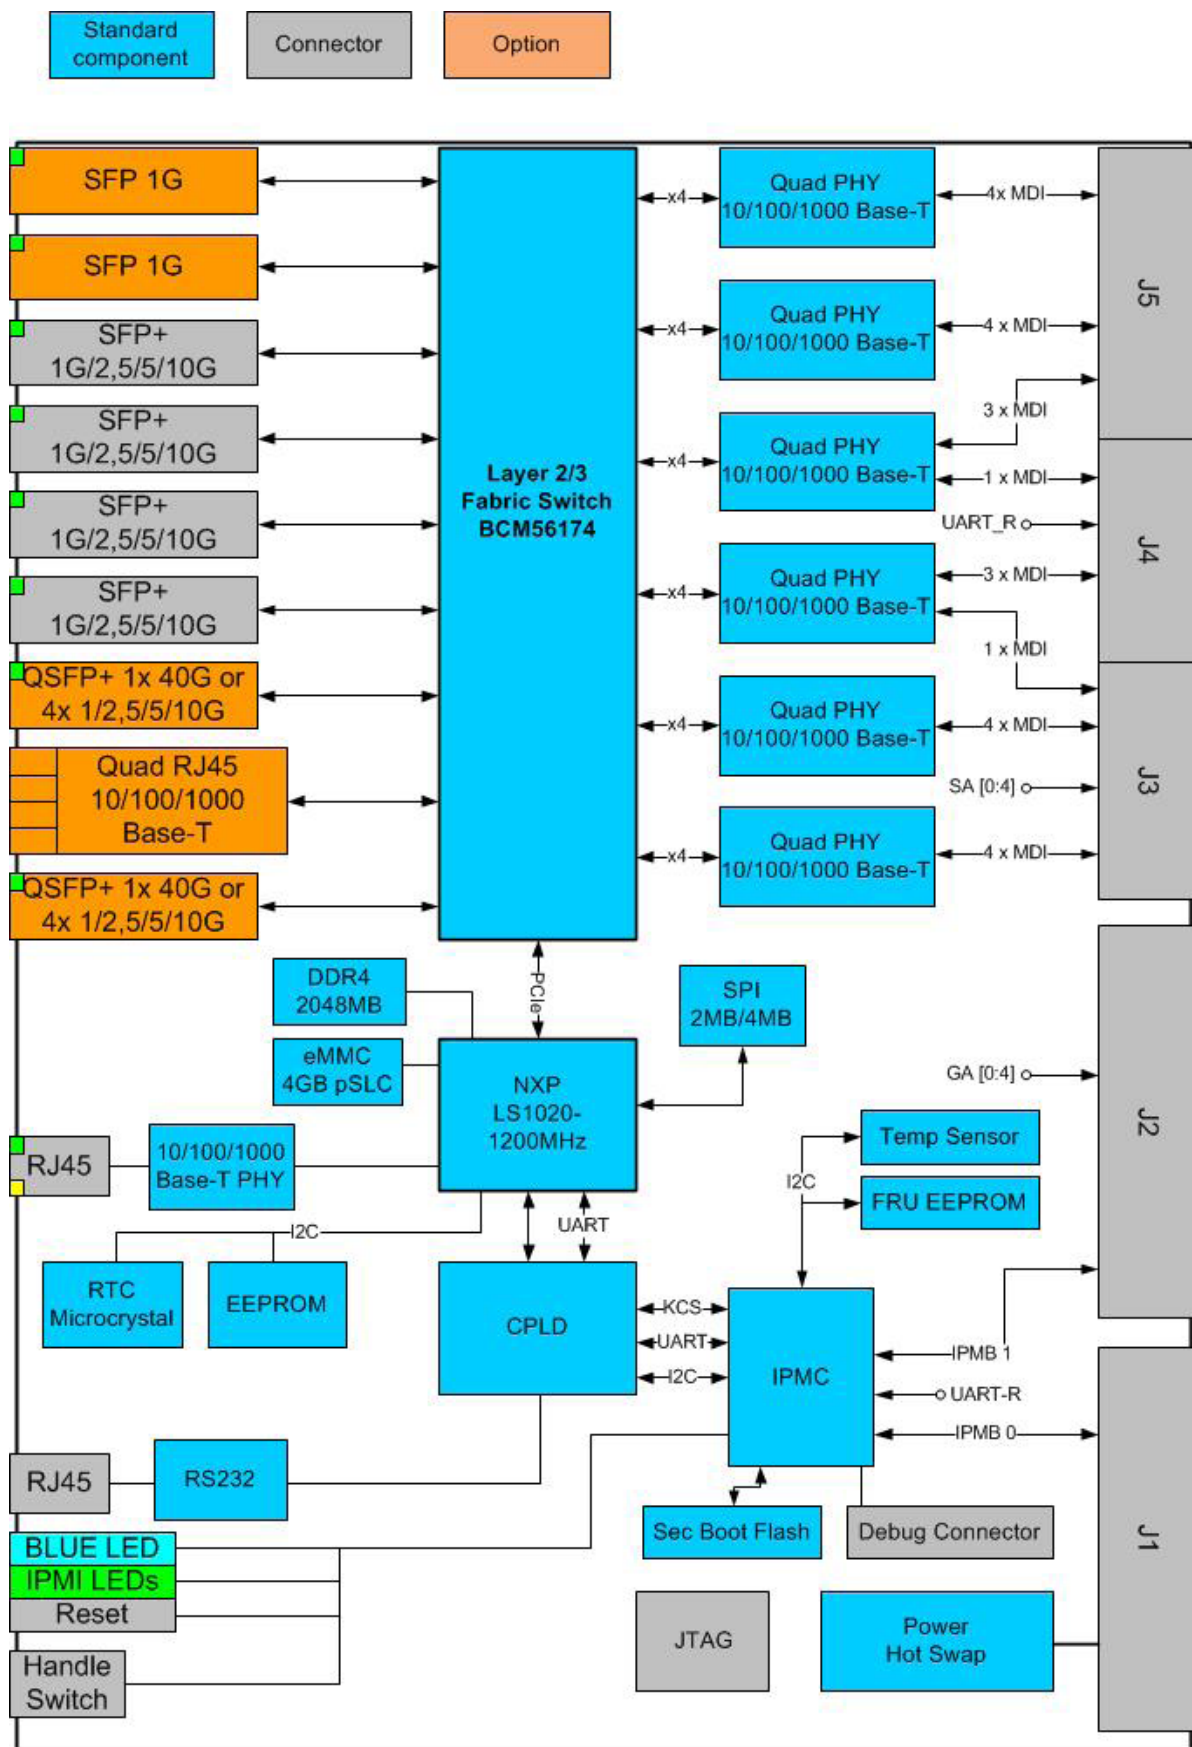 Standard
component
Connector
Option
SFP 1G
SFP 1G
SFP+
1G/2,5/5/10G
SFP+
1G/2,5/5/10G
SFP+
1G/2,5/5/10G
SFP+
1G/2,5/5/10G
QSFP+ 1x 40G or
4x 1/2,5/5/10G
Quad RJ45
10/100/1000
Base-T
QSFP+ 1x 40G or
4x 1/2,5/5/10G
Layer 2/3
Fabric Switch
BCM56174
x4
x4
x4
x4
x4
x4
Quad PHY
10/100/1000 Base-T
Quad PHY
10/100/1000 Base-T
Quad PHY
10/100/1000 Base-T
Quad PHY
10/100/1000 Base-T
Quad PHY
10/100/1000 Base-T
Quad PHY
10/100/1000 Base-T
4x MDI
4 x MDI
3 x MDI
1 x MDI
UART_R
3 x MDI
1 x MDI
4 x MDI
SA [0:4]
4 x MDI
J5
J4
J3
PCIe
DDR4
2048MB
eMMC
4GB pSLC
NXP
LS1020-
1200MHz
SPI
2MB/4MB
GA [0:4]
J2
RJ45
10/100/1000
Base-T PHY
Temp Sensor
I2C
FRU EEPROM
I2C
UART
RTC
Microcrystal
EEPROM
CPLD
KCS
UART
I2C
IPMC
IPMB 1
UART-R
IPMB 0
RJ45
RS232
Sec Boot Flash
Debug Connector
J1
BLUE LED
IPMI LEDs
Reset
Handle
Switch
JTAG
Power
Hot Swap